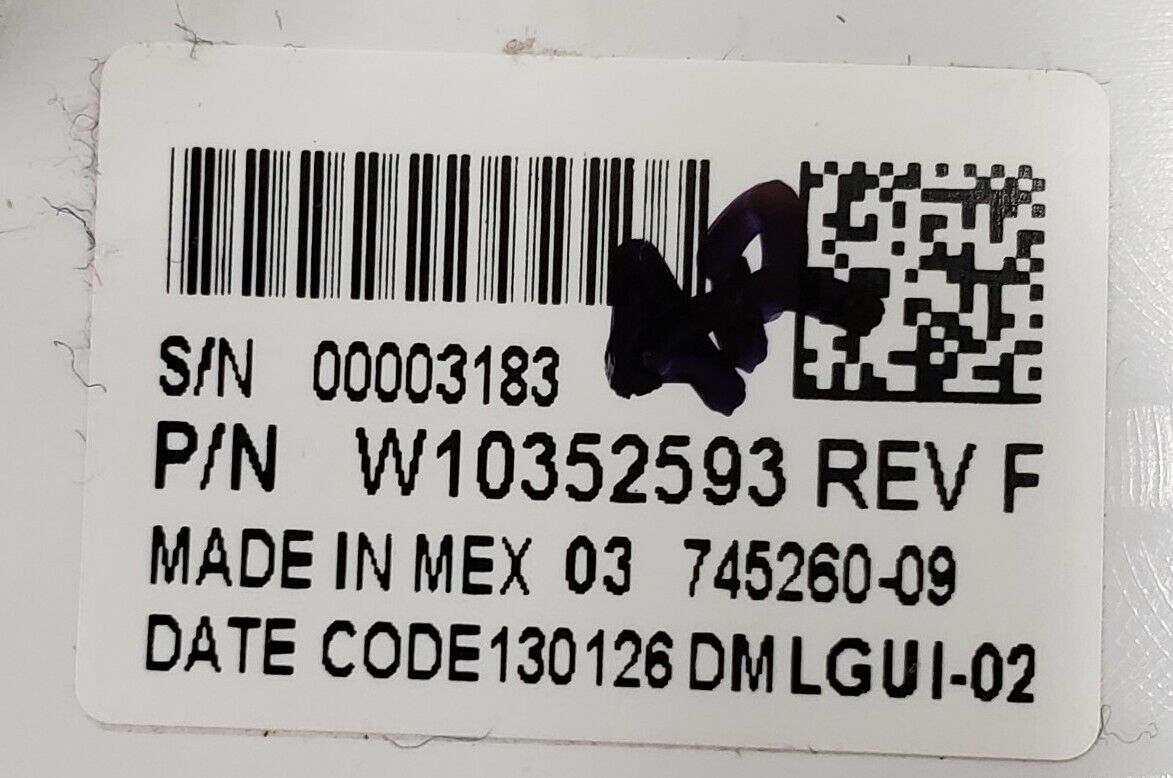 S/N 00003183
P/N W10352593 REV F
MADE IN MEX 03 745260-09
DATE CODE130126 DM LGUI-02